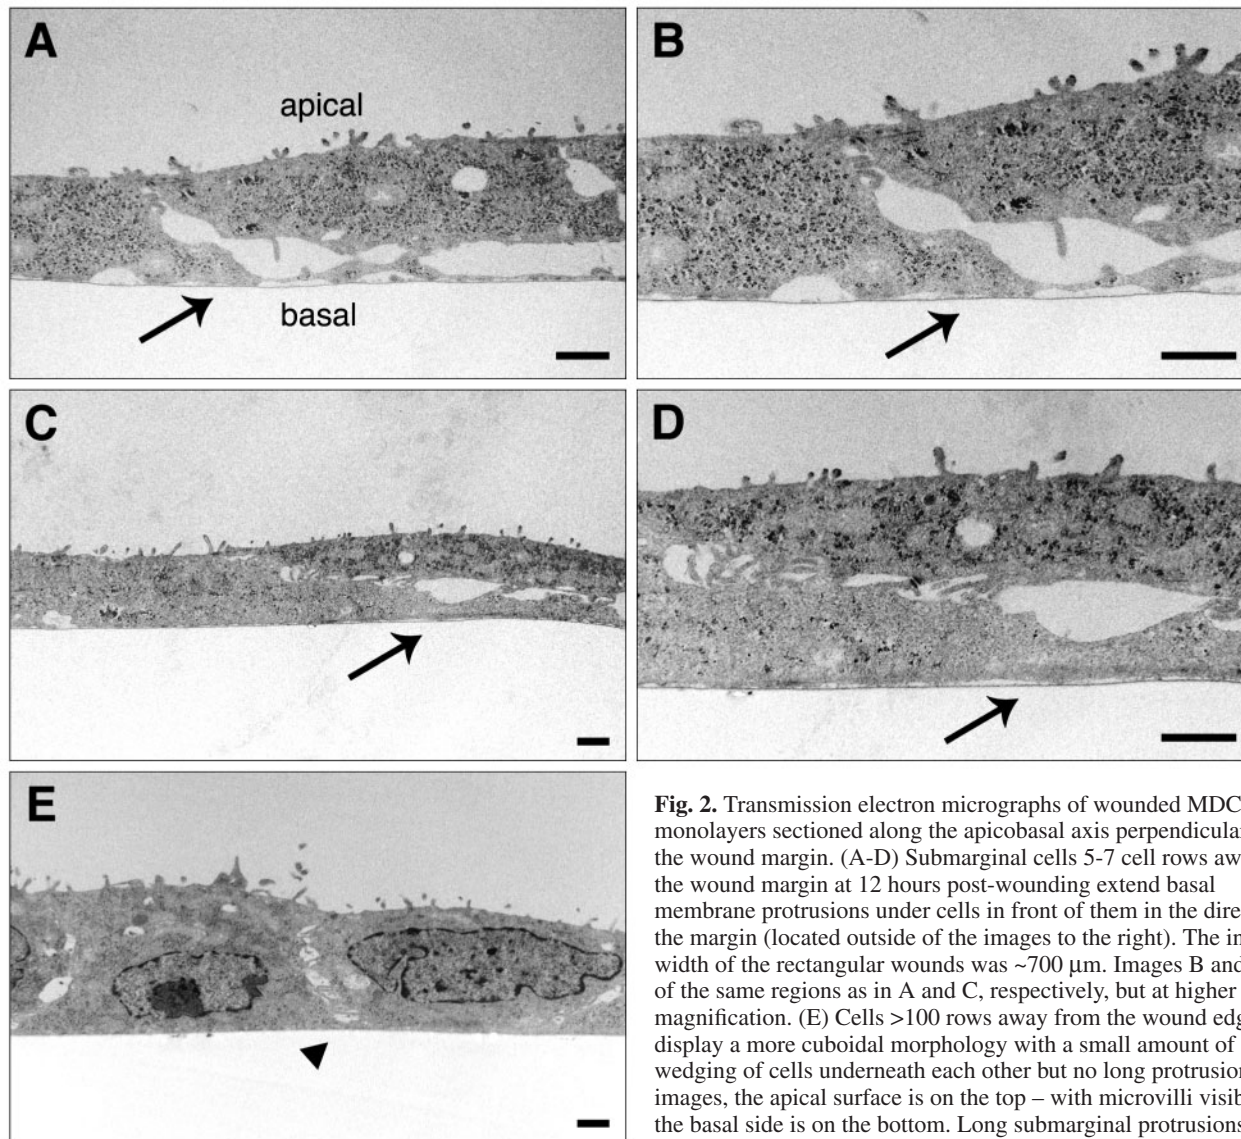 A
apical
basal
B
C
D
E
Fig. 2. Transmission electron micrographs of wounded MDC
monolayers sectioned along the apicobasal axis perpendicular
the wound margin. (A-D) Submarginal cells 5-7 cell rows aw
the wound margin at 12 hours post-wounding extend basal
membrane protrusions under cells in front of them in the dire
the margin (located outside of the images to the right). The in
width of the rectangular wounds was ~700 µm. Images B and
of the same regions as in A and C, respectively, but at higher
magnification. (E) Cells >100 rows away from the wound edg
display a more cuboidal morphology with a small amount of
wedging of cells underneath each other but no long protrusion
images, the apical surface is on the top – with microvilli visib
the basal side is on the bottom. Long submarginal protrusions